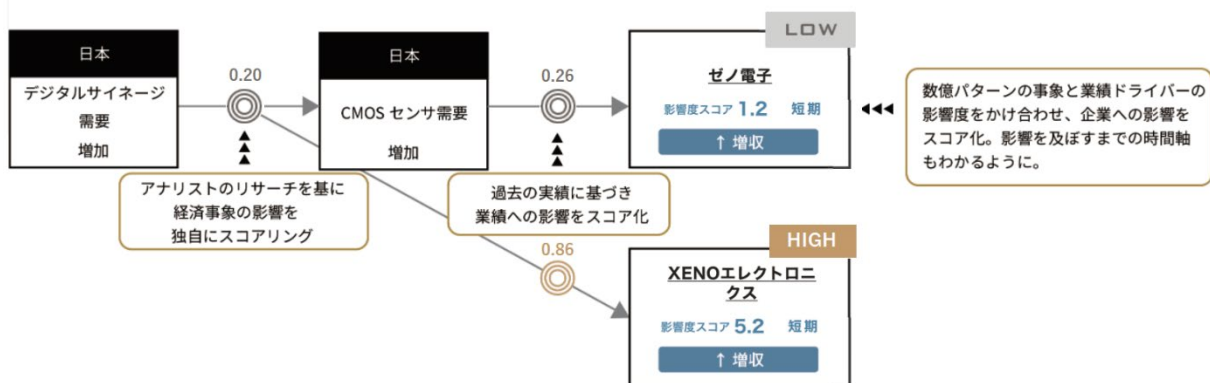 日本
デジタルサイネージ
需要
増加
0.20
アナリストのリサーチを基に
経済事象の影響を
独自にスコアリング
日本
CMOS センサ需要
増加
0.26
過去の実績に基づき
業績への影響をスコア化
0.86
LOW
ゼノ電子
影響度スコア 1.2 短期
↑ 増収
数億パターンの事象と業績ドライバーの
影響度をかけ合わせ、企業への影響を
スコア化。影響を及ぼすまでの時間軸
もわかるように。
HIGH
XENOエレクトロニ
クス
影響度スコア 5.2 短期
↑ 増収